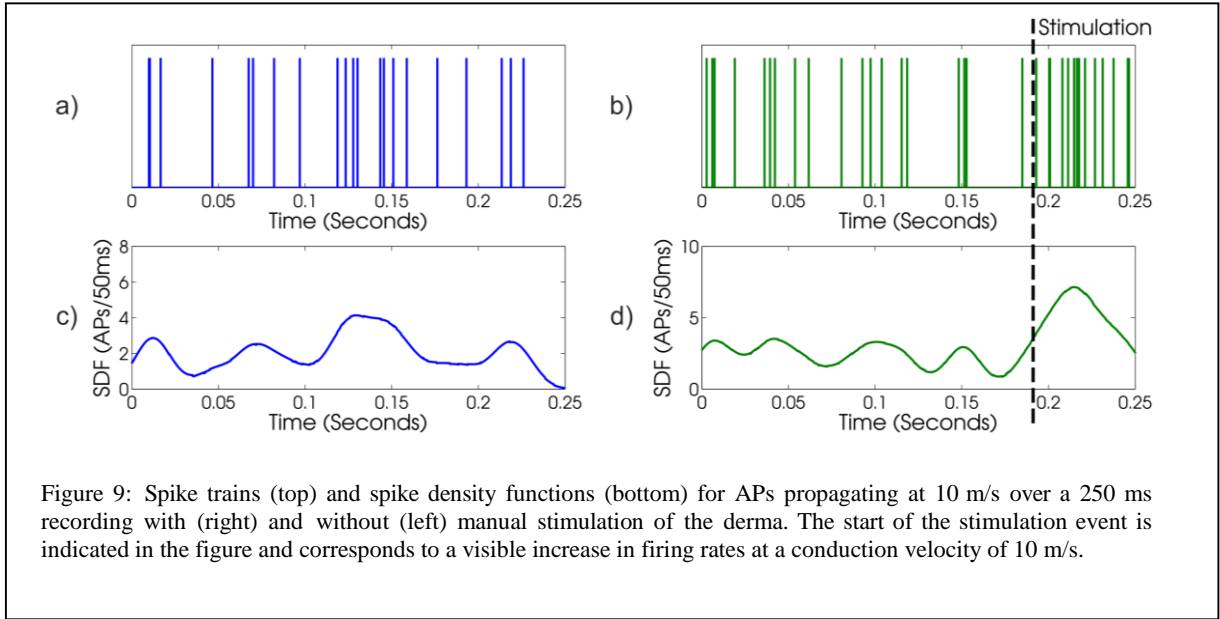 Stimulation
a)
b)
0 0.05 0.1 0.15 0.2 0.25
Time (Seconds)
0 0.05 0.1 0.15 0.2 0.25
Time (Seconds)
c)
SDF (APs/50ms)
8
6
4
2
0
0 0.05 0.1 0.15 0.2 0.25
Time (Seconds)
d)
SDF (APs/50ms)
10
5
0
0 0.05 0.1 0.15 0.2 0.25
Time (Seconds)
Figure 9: Spike trains (top) and spike density functions (bottom) for APs propagating at 10 m/s over a 250 ms
recording with (right) and without (left) manual stimulation of the derma. The start of the stimulation event is
indicated in the figure and corresponds to a visible increase in firing rates at a conduction velocity of 10 m/s.